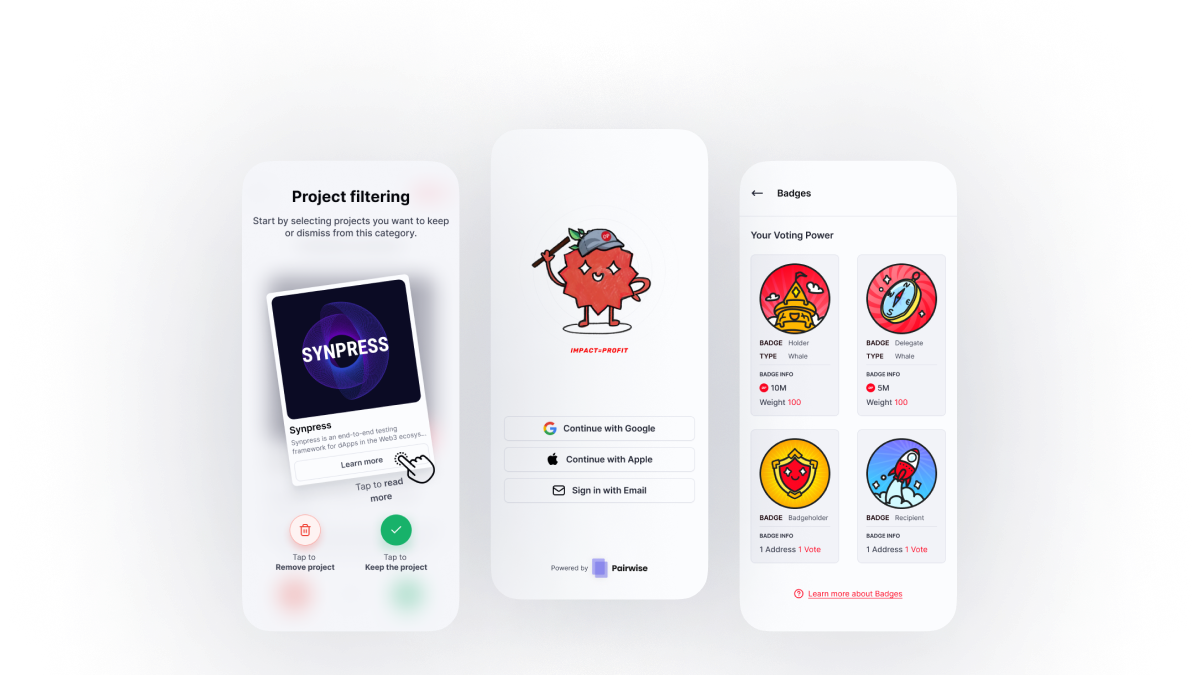 Project filtering
Start by selecting projects you want to keep
or dismiss from this category.
SYNPRESS
Synpress
Synpress is an end-to-end testing
framework for dApps in the Web3 ecosys...
Learn more
Tap to read
more
Tap to
Remove project
Tap to
Keep the project
OP
IMPACT=PROFIT
Continue with Google
Continue with Apple
Sign in with Email
Powered by Pairwise
Badges
Your Voting Power
BADGE Holder
TYPE Whale
BADGE INFO
OP 10M
Weight 100
N
E
S
W
BADGE Delegate
TYPE Whale
BADGE INFO
OP 5M
Weight 100
BADGE Badgeholder
BADGE INFO
1 Address 1 Vote
BADGE Recipient
BADGE INFO
1 Address 1 Vote
Learn more about Badges